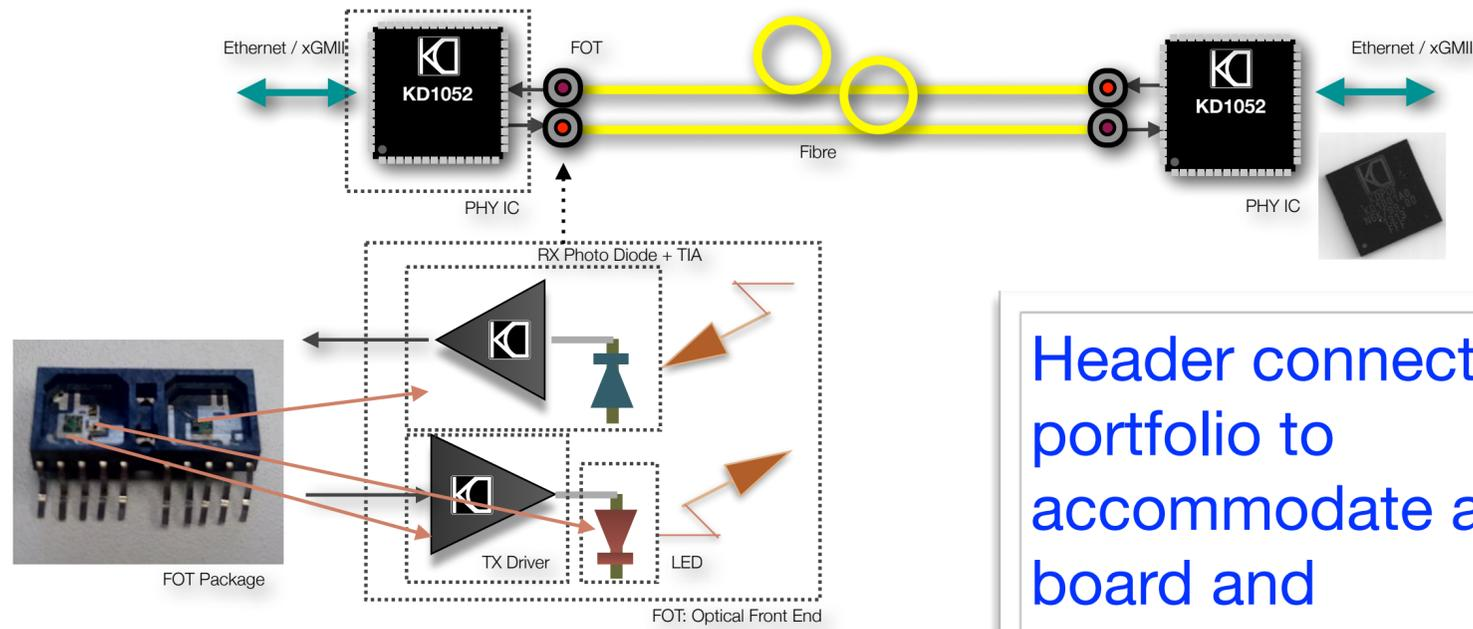 Ethernet / xGMII
FOT
Ethernet / xGMII
KD1052
KD1052
Fibre
PHY IC
PHY IC
RX Photo Diode + TIA
TX Driver
LED
FOT Package
FOT: Optical Front End
Header connect
portfolio to
accommodate a
board and